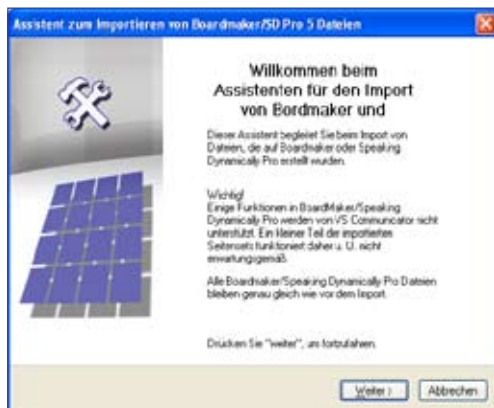 Assistent zum Importieren von Boardmaker/SD Pro 5 Dateien
Willkommen beim
Assistenten für den Import
von Bordmaker und
Dieser Assistent begleitet Sie beim Import von
Dateien, die auf Boardmaker oder Speaking
Dynamically Pro erstellt wurden.
Wichtig!
Einige Funktionen in BoardMaker/Speaking
Dynamically Pro werden von VS Communicator nicht
unterstützt. Ein kleiner Teil der importierten
Seitensets funktioniert daher u. U. nicht
erwartungsgemäß.
Alle Boardmaker/Speaking Dynamically Pro Dateien
bleiben genau gleich wie vor dem Import.
Drücken Sie "weiter", um fortzufahren.
Weiter >
Abbrechen